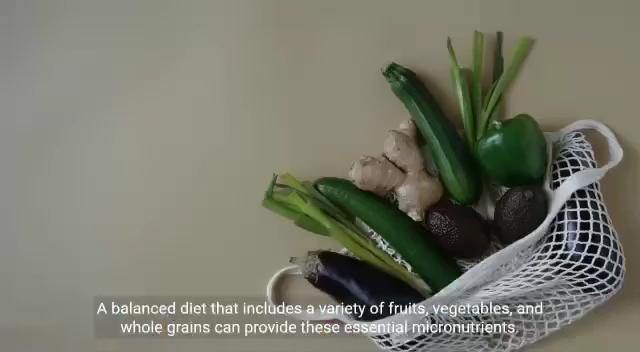 A balanced diet that includes a variety of fruits, vegetables, and
whole grains can provide these essential micronutrients.